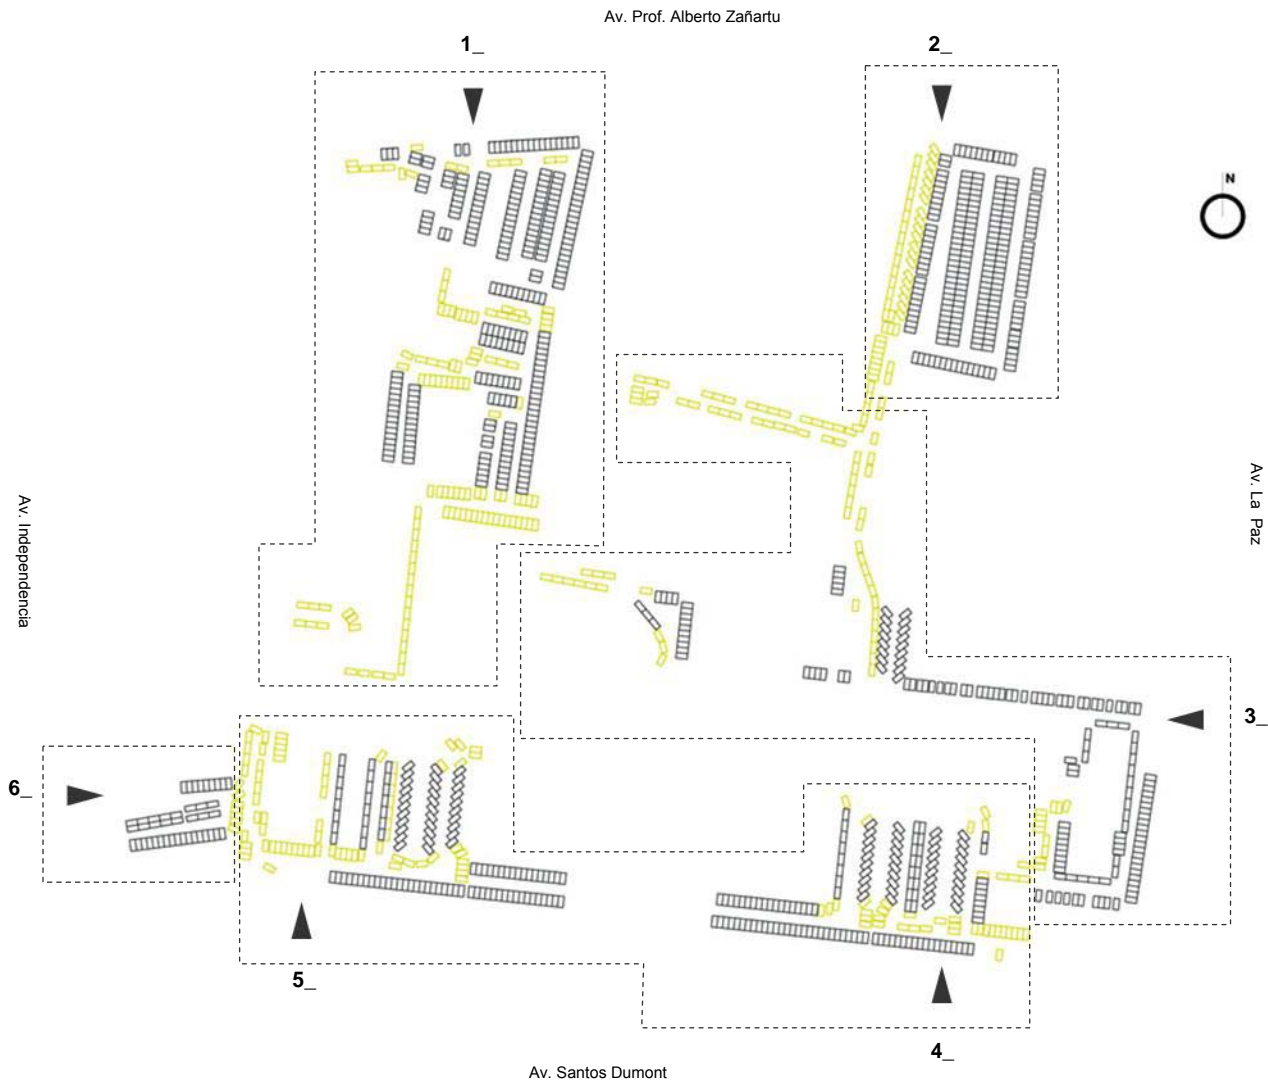 Av. Prof. Alberto Zañartu
1_
2_
N
Av. Independencia
Av. La Paz
3_
6_
5_
4_
Av. Santos Dumont